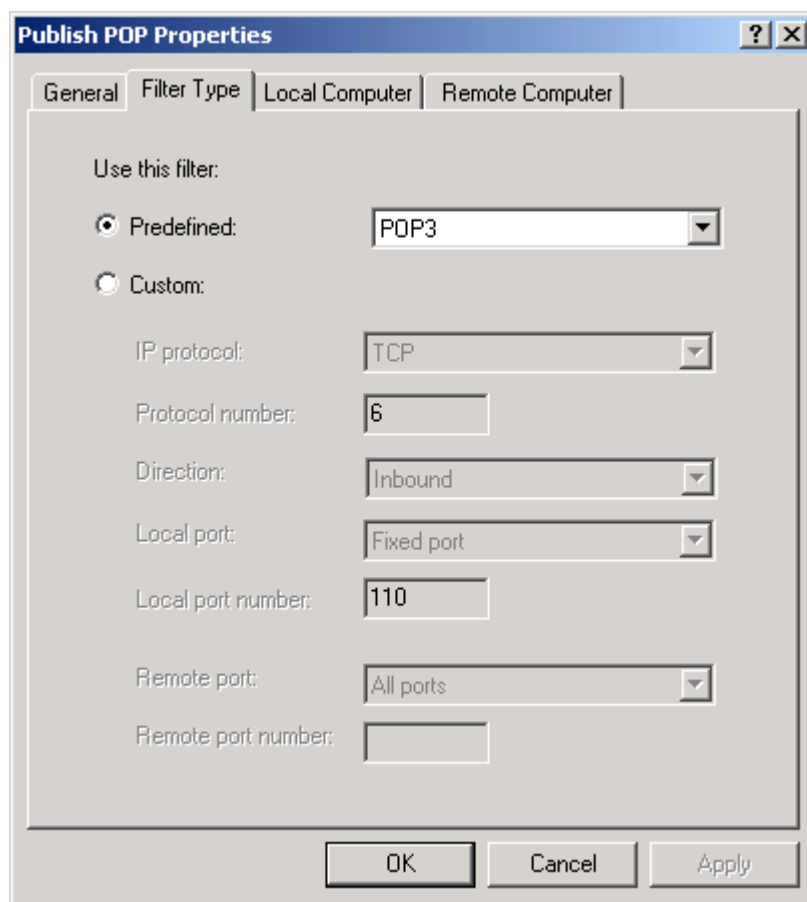 Publish POP Properties
General Filter Type Local Computer Remote Computer
Use this filter:
Predefined: POP3
Custom:
IP protocol: TCP
Protocol number: 6
Direction: Inbound
Local port: Fixed port
Local port number: 110
Remote port: All ports
Remote port number:
OK Cancel Apply